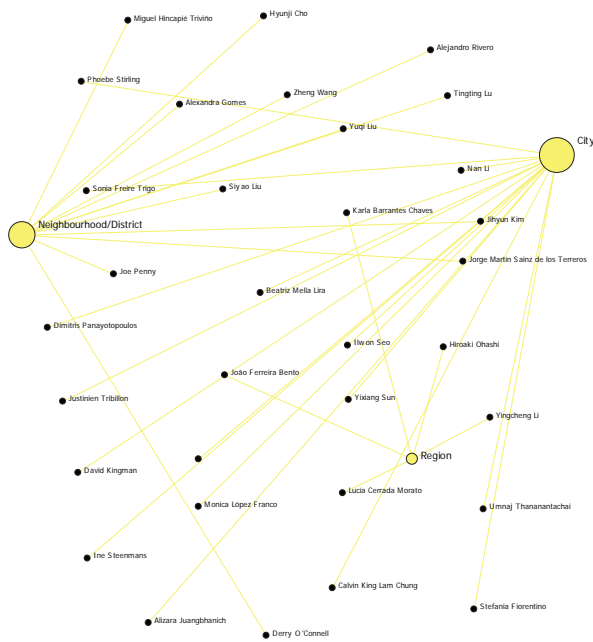 Miguel Hincapié Triviño
Hyunji Cho
Alejandro Rivero
Phoebe Stirling
Zheng Wang
Tingting Lu
Alexandra Gomes
Yuqi Liu
City
Nan Li
Sonia Freire Trigo
Siyao Liu
Karla Barrantes Chaves
Jihyun Kim
Neighbourhood/District
Jorge Martin Sainz de los Terreros
Joe Penny
Beatriz Mella Lira
Dimitris Panayotopoulos
Ilwon Seo
Hiroaki Ohashi
João Ferreira Bento
Justinien Tribillon
Yixiang Sun
Yingcheng Li
Region
David Kingman
Lucia Cerrada Morato
Monica López Franco
Umnaj Thananantachai
Ine Steenmans
Calvin King Lam Chung
Stefania Fiorentino
Alizara Juangbhanich
Derry O'Connell